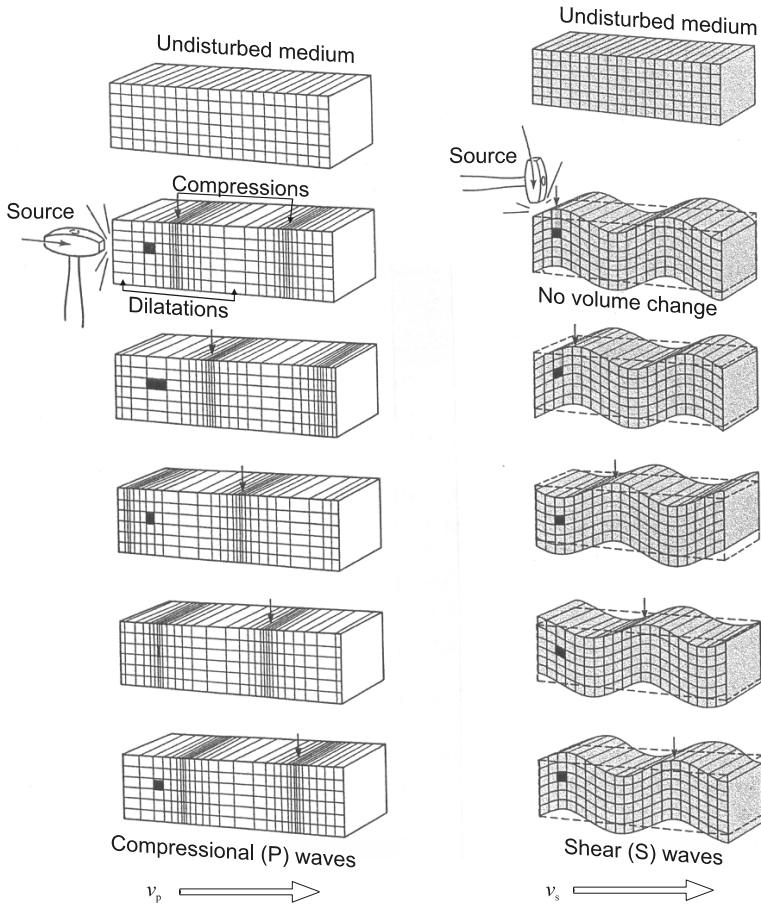 Undisturbed medium
Compressions
Source
Dilatations
Compressional (P) waves
vp
Undisturbed medium
Source
No volume change
Shear (S) waves
vs